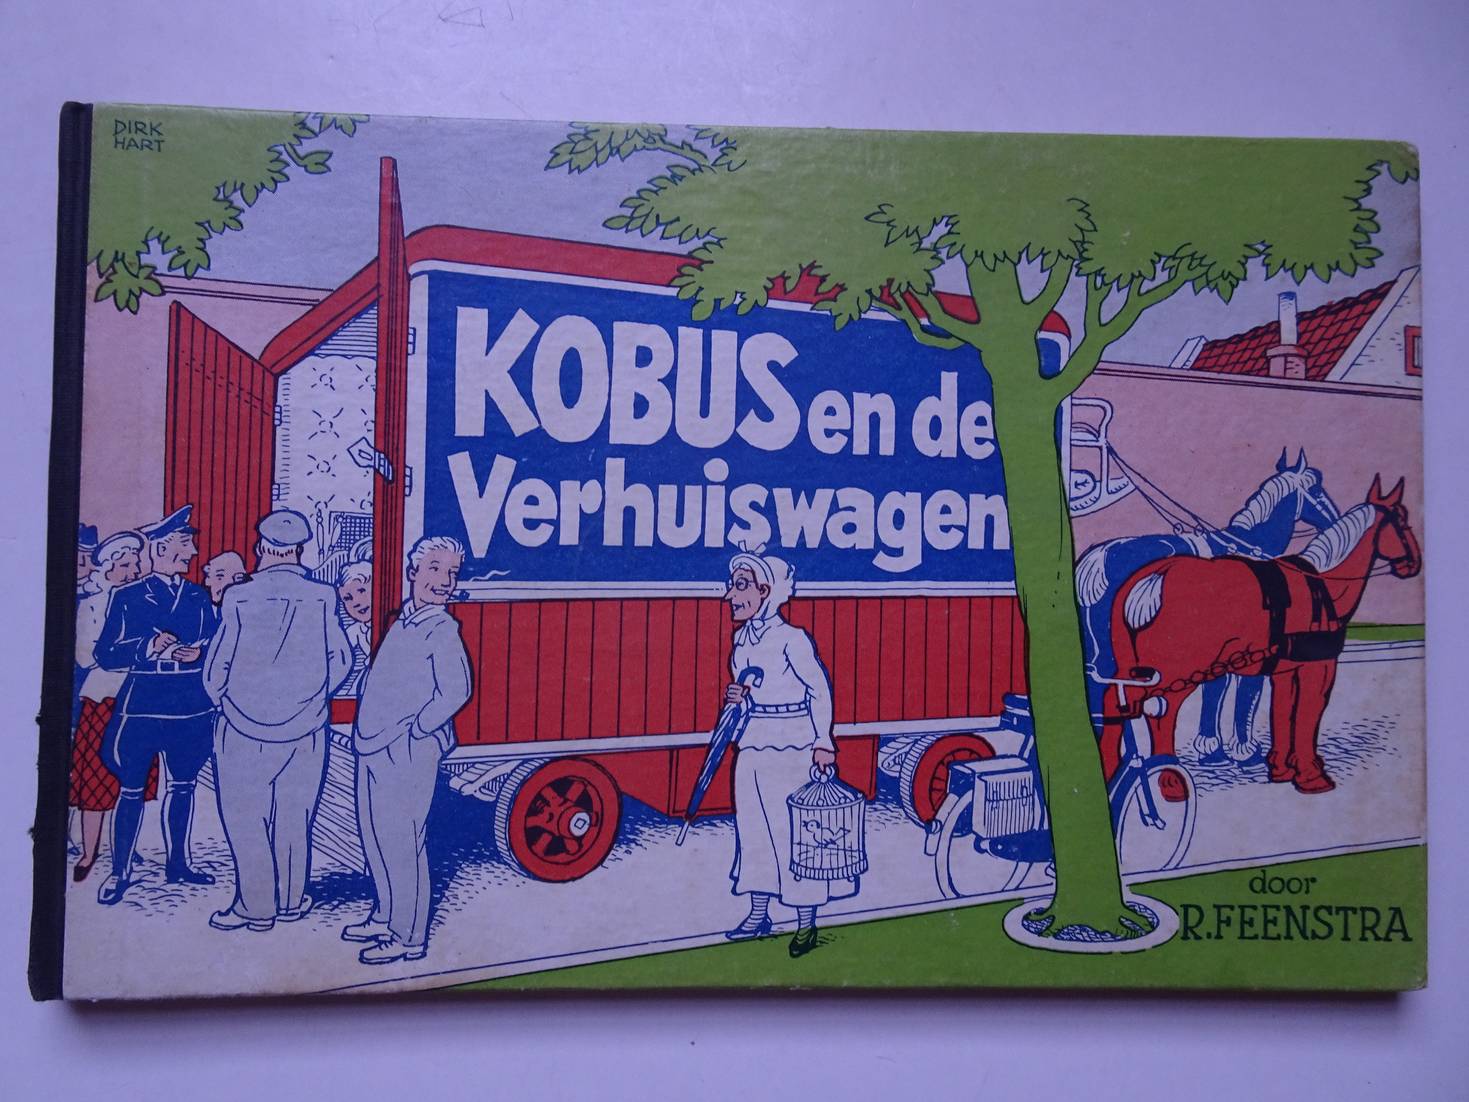 DIRK
HART
KOBUS en de
Verhuiswagen
door
R. FEENSTRA